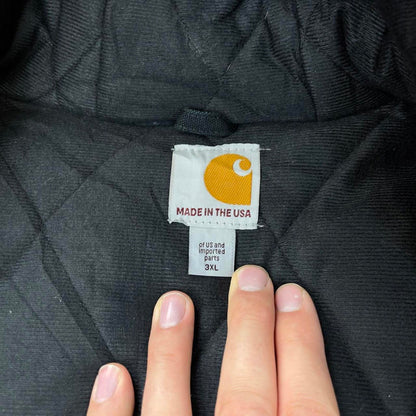 MADE IN THE USA
of US and
imported
parts
3XL